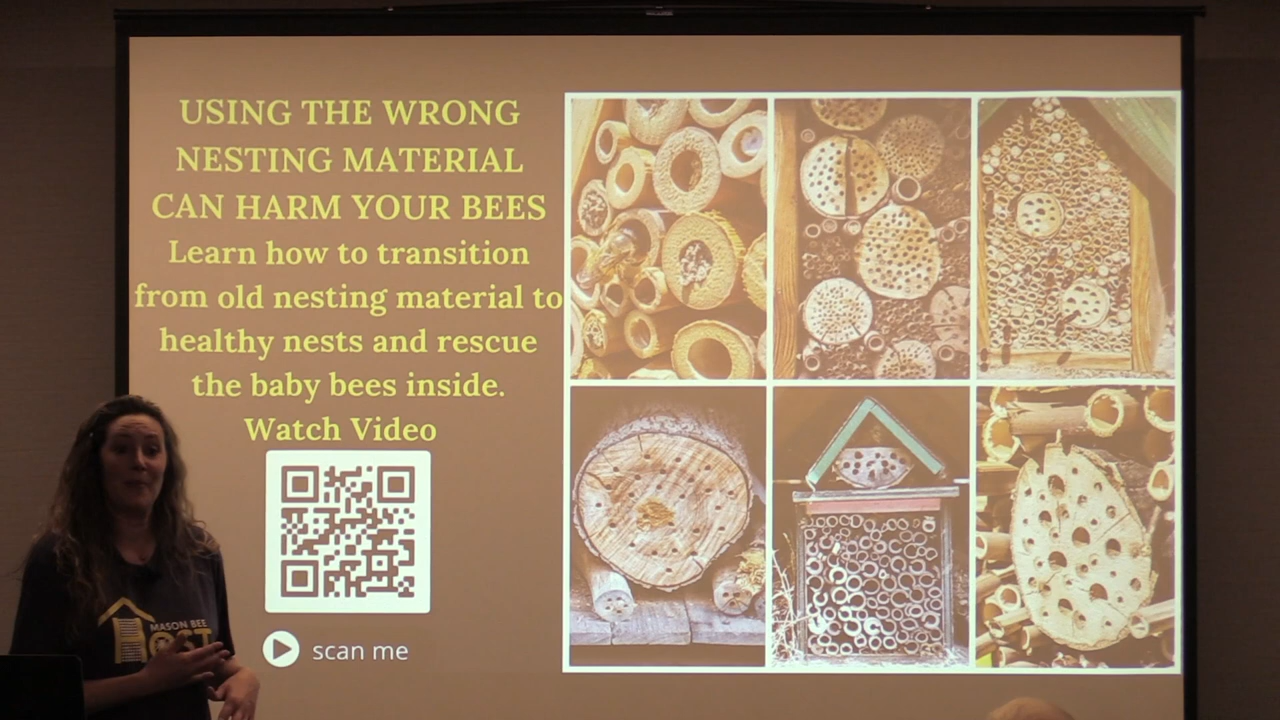 USING THE WRONG
NESTING MATERIAL
CAN HARM YOUR BEES
Learn how to transition
from old nesting material to
healthy nests and rescue
the baby bees inside.
Watch Video
scan me
MASON BEE